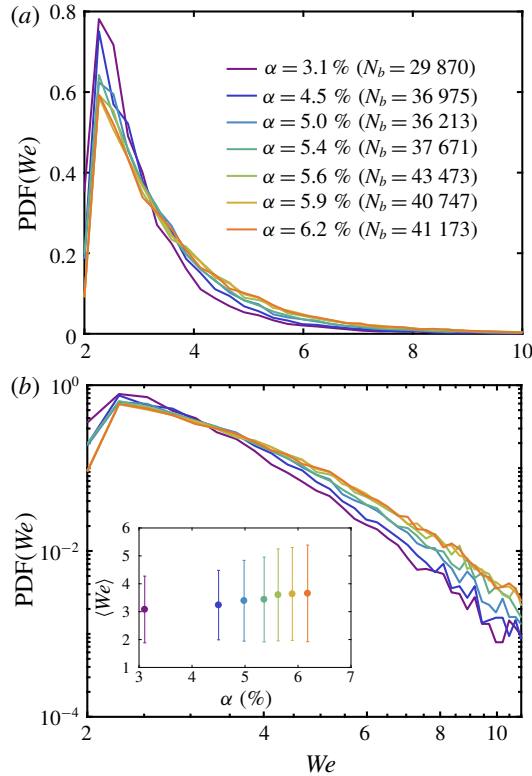 (a)
0.8
0.6
0.4
0.2
0
PDF(We)
α = 3.1 % (N_b = 29 870)
α = 4.5 % (N_b = 36 975)
α = 5.0 % (N_b = 36 213)
α = 5.4 % (N_b = 37 671)
α = 5.6 % (N_b = 43 473)
α = 5.9 % (N_b = 40 747)
α = 6.2 % (N_b = 41 173)
2 4 6 8 10
(b)
10^0
10^−2
10^−4
PDF(We)
6
5
4
3
2
1
⟨We⟩
3 4 5 6 7
α (%)
2 4 6 8 10
We